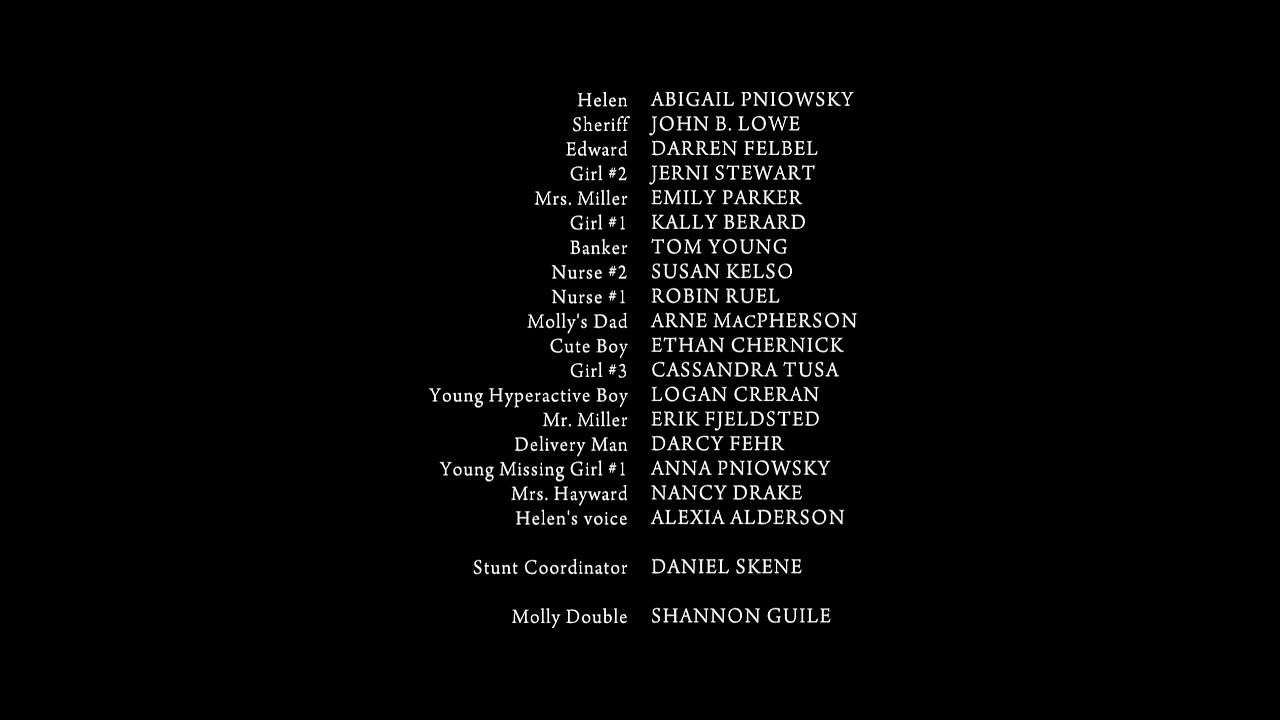 Helen ABIGAIL PNIOWSKY
Sheriff JOHN B. LOWE
Edward DARREN FELBEL
Girl #2 JERNI STEWART
Mrs. Miller EMILY PARKER
Girl #1 KALLY BERARD
Banker TOM YOUNG
Nurse #2 SUSAN KELSO
Nurse #1 ROBIN RUEL
Molly's Dad ARNE MACPHERSON
Cute Boy ETHAN CHERNICK
Girl #3 CASSANDRA TUSA
Young Hyperactive Boy LOGAN CRERAN
Mr. Miller ERIK FJELDSTED
Delivery Man DARCY FEHR
Young Missing Girl #1 ANNA PNIOWSKY
Mrs. Hayward NANCY DRAKE
Helen's voice ALEXIA ALDERSON
Stunt Coordinator DANIEL SKENE
Molly Double SHANNON GUILE